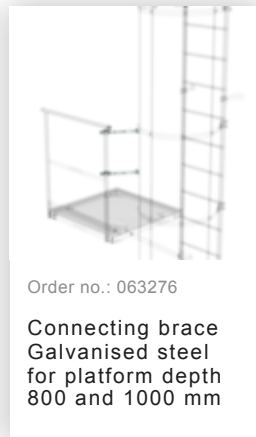 Order no.: 063276
Connecting brace
Galvanised steel
for platform depth
800 and 1000 mm